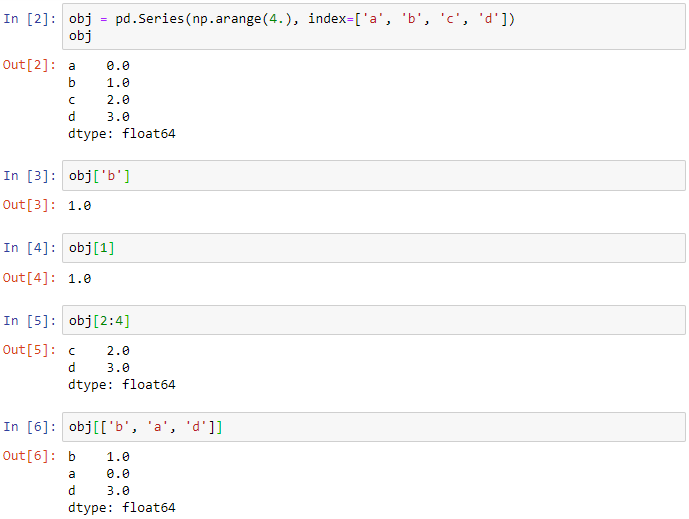 In [2]: obj = pd.Series(np.arange(4.), index=['a', 'b', 'c', 'd'])
obj
Out[2]: a    0.0
b    1.0
c    2.0
d    3.0
dtype: float64
In [3]: obj['b']
Out[3]: 1.0
In [4]: obj[1]
Out[4]: 1.0
In [5]: obj[2:4]
Out[5]: c    2.0
d    3.0
dtype: float64
In [6]: obj[['b', 'a', 'd']]
Out[6]: b    1.0
a    0.0
d    3.0
dtype: float64